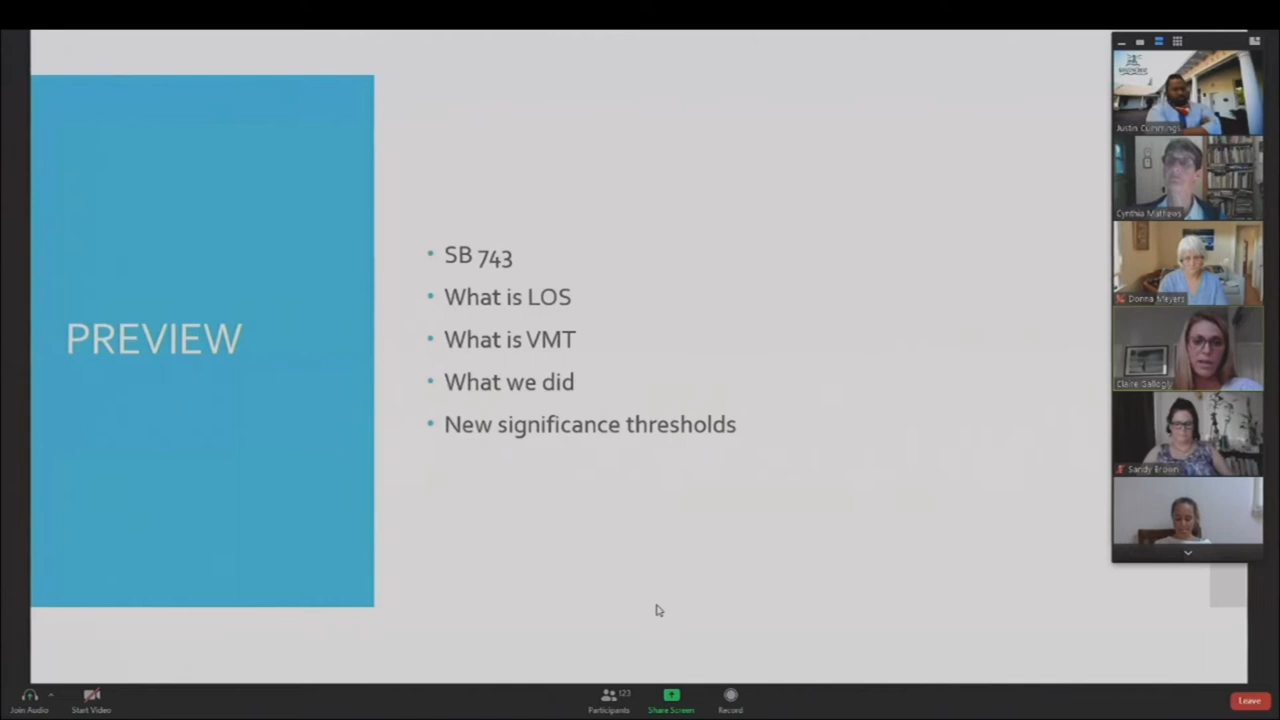 PREVIEW
SB 743
What is LOS
What is VMT
What we did
New significance thresholds
Justin Cummings
Cynthia Mathews
Donna Meyers
Claire Gallogly
Sandy Brown
Join Audio
Start Video
Participants
123
Share Screen
Record
Leave